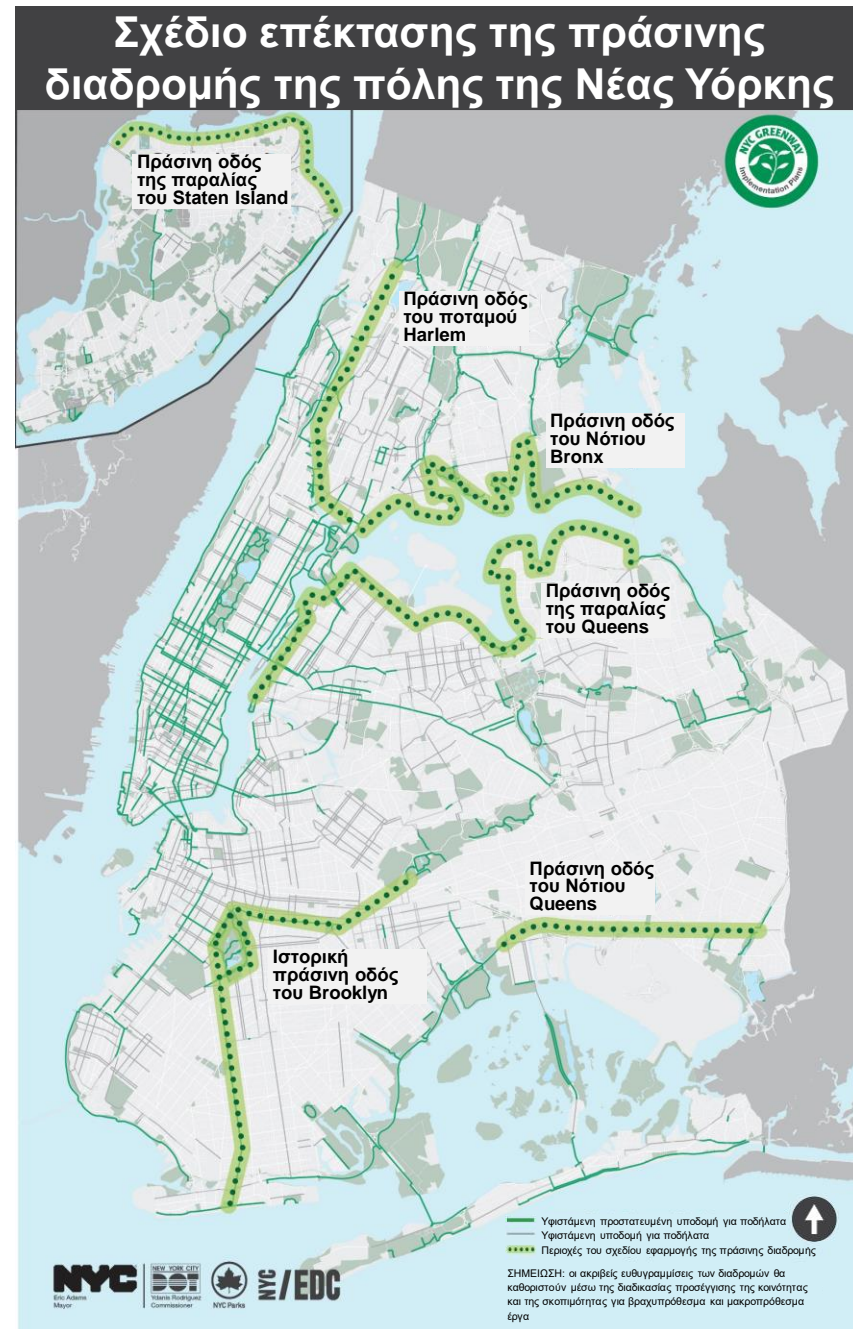 Σχέδιο επέκτασης της πράσινης
διαδρομής της πόλης της Νέας Υόρκης
NYC GREENWAY
Implementation Plans
Πράσινη οδός
της παραλίας
του Staten Island
Πράσινη οδός
του ποταμού
Harlem
Πράσινη οδός
του Νότιου
Bronx
Πράσινη οδός
της παραλίας
του Queens
Πράσινη οδός
του Νότιου
Queens
Ιστορική
πράσινη οδός
του Brooklyn
Υφιστάμενη προστατευμένη υποδομή για ποδήλατα
Υφιστάμενη υποδομή για ποδήλατα
Περιοχές του σχεδίου εφαρμογής της πράσινης διαδρομής
ΣΗΜΕΙΩΣΗ: οι ακριβείς ευθυγραμμίσεις των διαδρομών θα
καθοριστούν μέσω της διαδικασίας προσέγγισης της κοινότητας
και της σκοπιμότητας για βραχυπρόθεσμα και μακροπρόθεσμα
έργα
NYC
Eric Adams
Mayor
NEW YORK CITY
DOT
Ydanis Rodriguez
Commissioner
NYC Parks
NYC/EDC